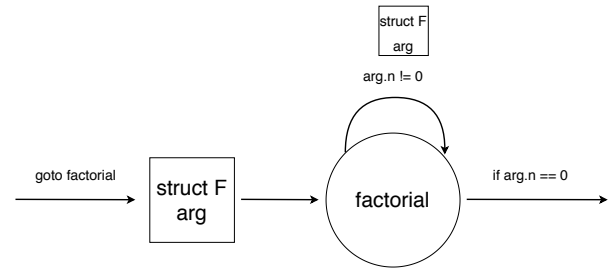 struct F
arg
arg.n != 0
goto factorial
struct F
arg
factorial
if arg.n == 0